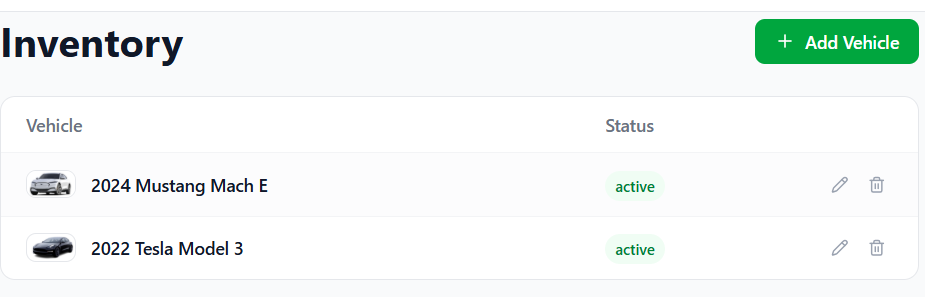 Inventory
+ Add Vehicle
Vehicle Status
2024 Mustang Mach E active
2022 Tesla Model 3 active